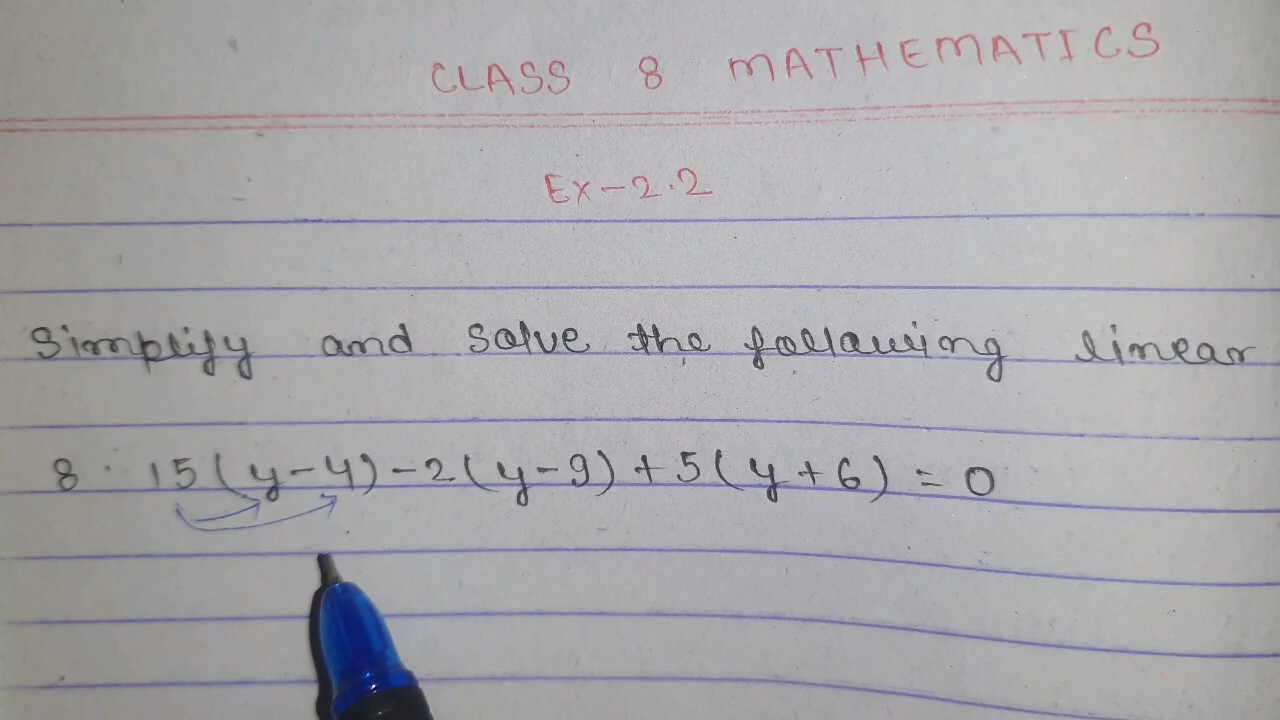 CLASS 8 MATHEMATICS
Ex-2.2
Simplify and solve the following linear
8. 15(y-4)-2(y-9)+5(y+6)=0